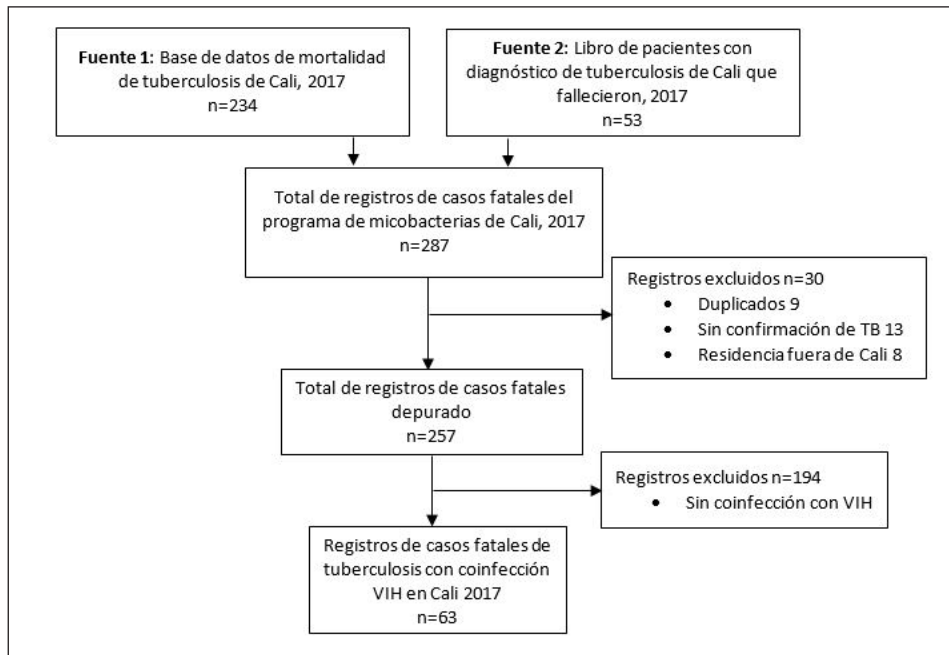 Fuente 1: Base de datos de mortalidad
de tuberculosis de Cali, 2017
n=234
Fuente 2: Libro de pacientes con
diagnóstico de tuberculosis de Cali que
fallecieron, 2017
n=53
Total de registros de casos fatales del
programa de micobacterias de Cali, 2017
n=287
Registros excluidos n=30
• Duplicados 9
• Sin confirmación de TB 13
• Residencia fuera de Cali 8
Total de registros de casos fatales
depurado
n=257
Registros excluidos n=194
• Sin coinfección con VIH
Registros de casos fatales de
tuberculosis con coinfección
VIH en Cali 2017
n=63